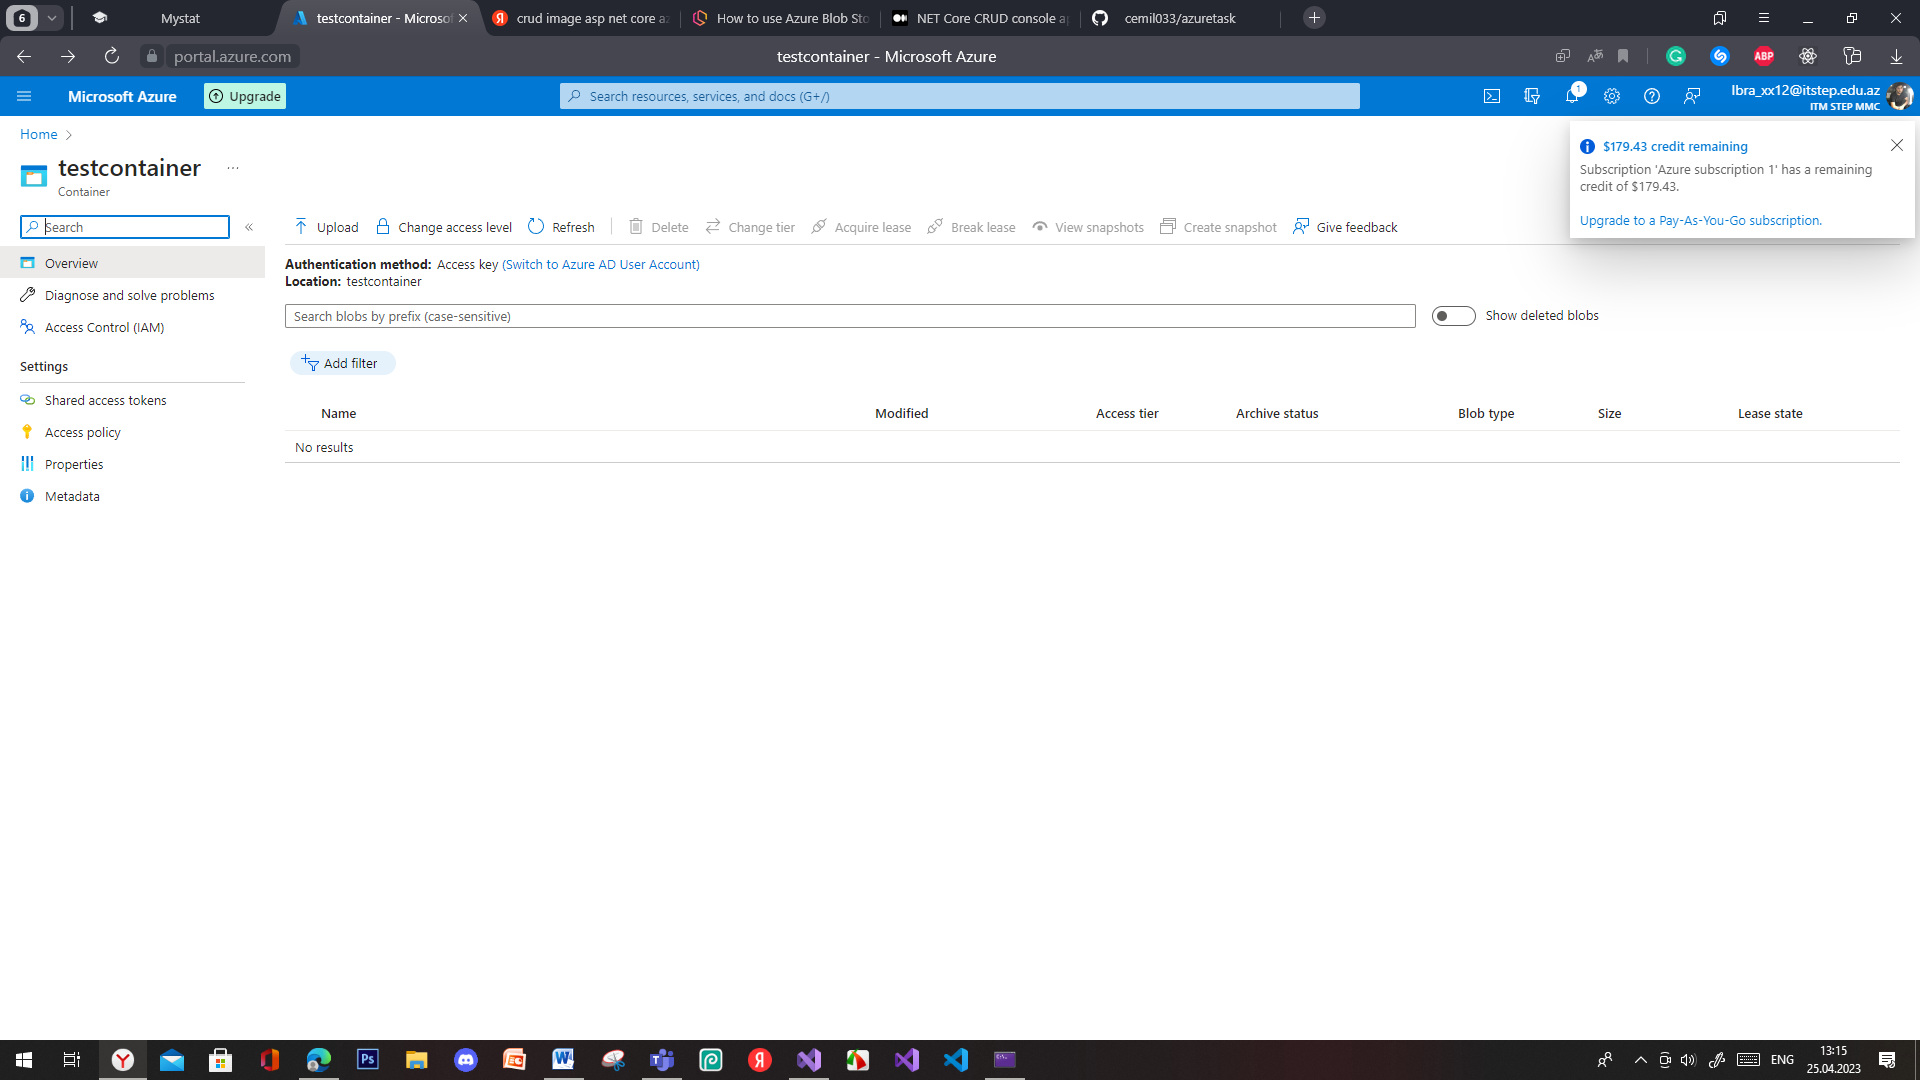 6
Mystat
testcontainer - Microsof
crud image asp net core az
How to use Azure Blob Sto
NET Core CRUD console ap
cemil033/azuretask
portal.azure.com
testcontainer - Microsoft Azure
ABP
Microsoft Azure
Upgrade
Search resources, services, and docs (G+/)
1
Ibra_xx12@itstep.edu.az
ITM STEP MMC
Home
testcontainer
Container
$179.43 credit remaining
Subscription 'Azure subscription 1' has a remaining
credit of $179.43.
Upgrade to a Pay-As-You-Go subscription.
Search
Upload
Change access level
Refresh
Delete
Change tier
Acquire lease
Break lease
View snapshots
Create snapshot
Give feedback
Overview
Diagnose and solve problems
Access Control (IAM)
Settings
Shared access tokens
Access policy
Properties
Metadata
Authentication method: Access key (Switch to Azure AD User Account)
Location: testcontainer
Search blobs by prefix (case-sensitive)
Show deleted blobs
Add filter
Name Modified Access tier Archive status Blob type Size Lease state
No results
ENG
13:15
25.04.2023